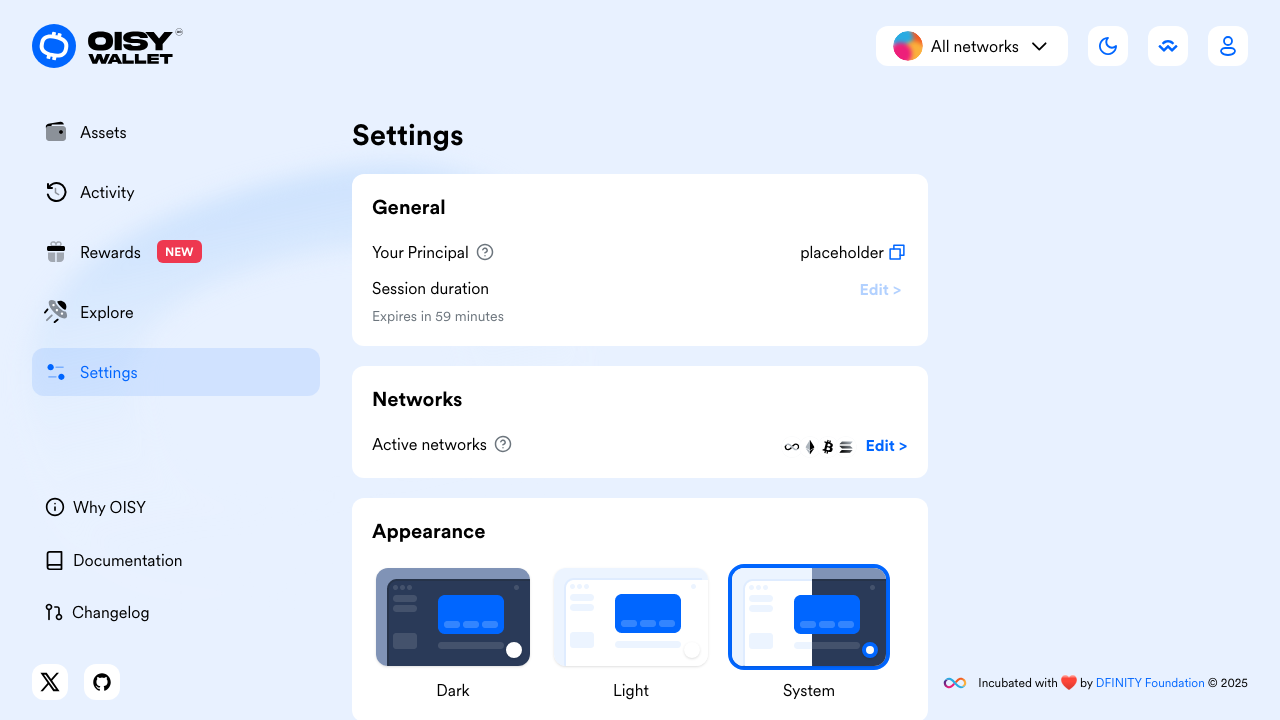 OISY
WALLET
All networks
Assets
Activity
Rewards NEW
Explore
Settings
Why OISY
Documentation
Changelog
Settings
General
Your Principal
placeholder
Session duration
Edit >
Expires in 59 minutes
Networks
Active networks
Edit >
Appearance
Dark
Light
System
Incubated with ❤️ by DFINITY Foundation © 2025